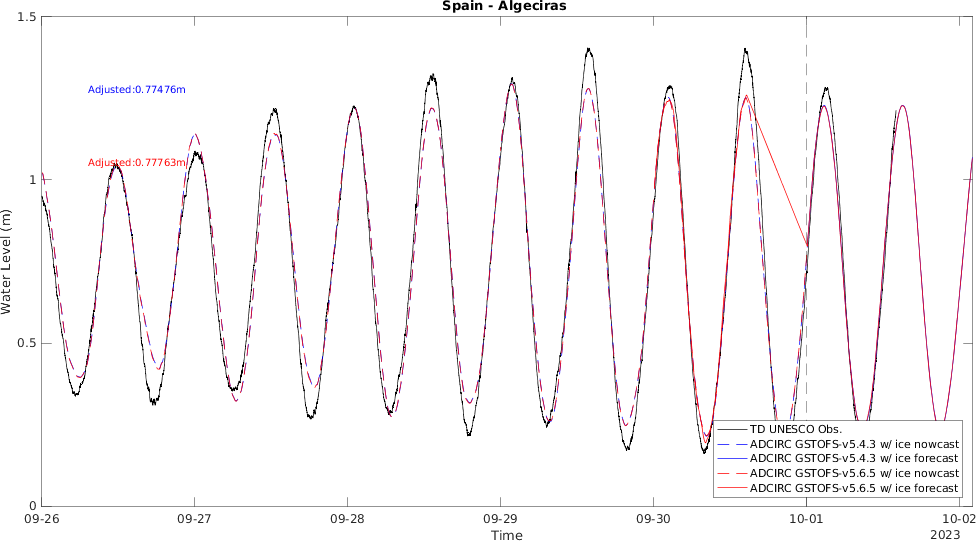 Spain - Algeciras
1.5
Adjusted:0.77476m
Adjusted:0.77763m
1
Water Level (m)
0.5
TD UNESCO Obs.
ADCIRC GSTOFS-v5.4.3 w/ ice nowcast
ADCIRC GSTOFS-v5.4.3 w/ ice forecast
ADCIRC GSTOFS-v5.6.5 w/ ice nowcast
ADCIRC GSTOFS-v5.6.5 w/ ice forecast
0
09-26 09-27 09-28 09-29 09-30 10-01 10-02
Time 2023